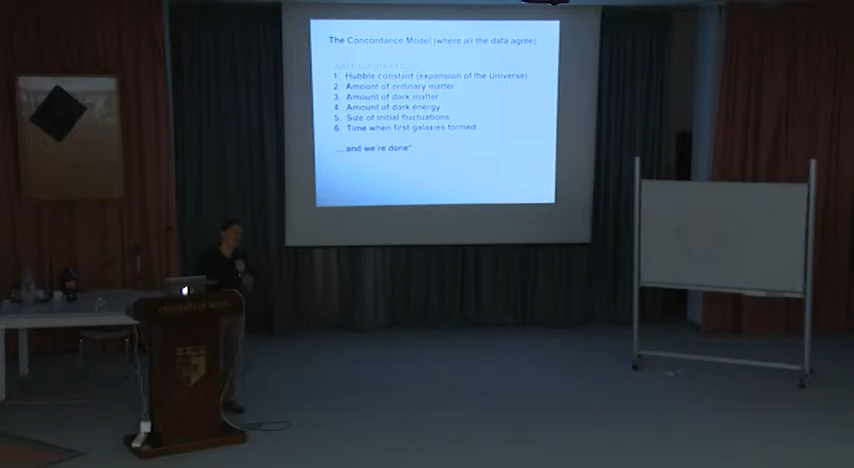 The Concordance Model (where all the data agree)
1. Hubble constant (expansion of the Universe)
2. Amount of ordinary matter
3. Amount of dark matter
4. Amount of dark energy
5. Size of initial fluctuations
6. Time when first galaxies formed
... and we're done*
UNIVERSITY OF